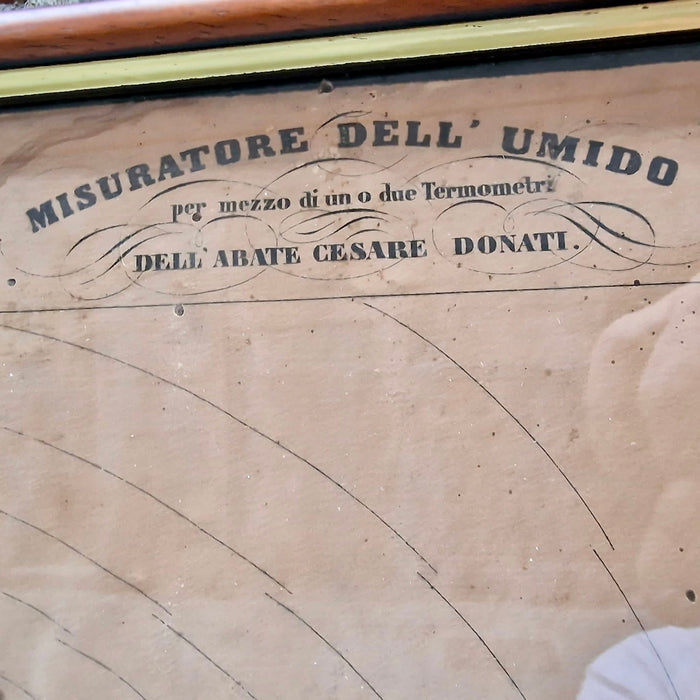 MISURATORE DELL' UMIDO
per mezzo di un o due Termometri
DELL' ABATE CESARE DONATI.